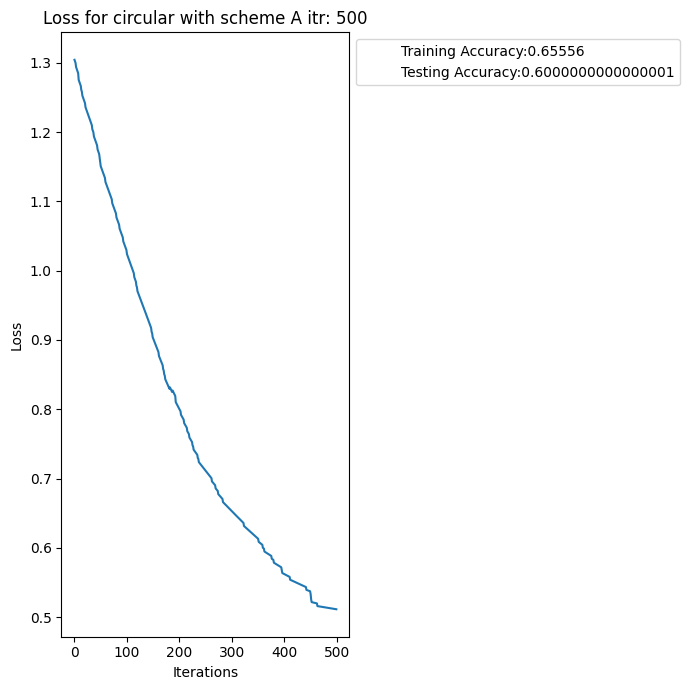 Loss for circular with scheme A itr: 500
Training Accuracy:0.65556
Testing Accuracy:0.6000000000000001
1.3
1.2
1.1
1.0
0.9
0.8
0.7
0.6
0.5
Loss
0 100 200 300 400 500
Iterations